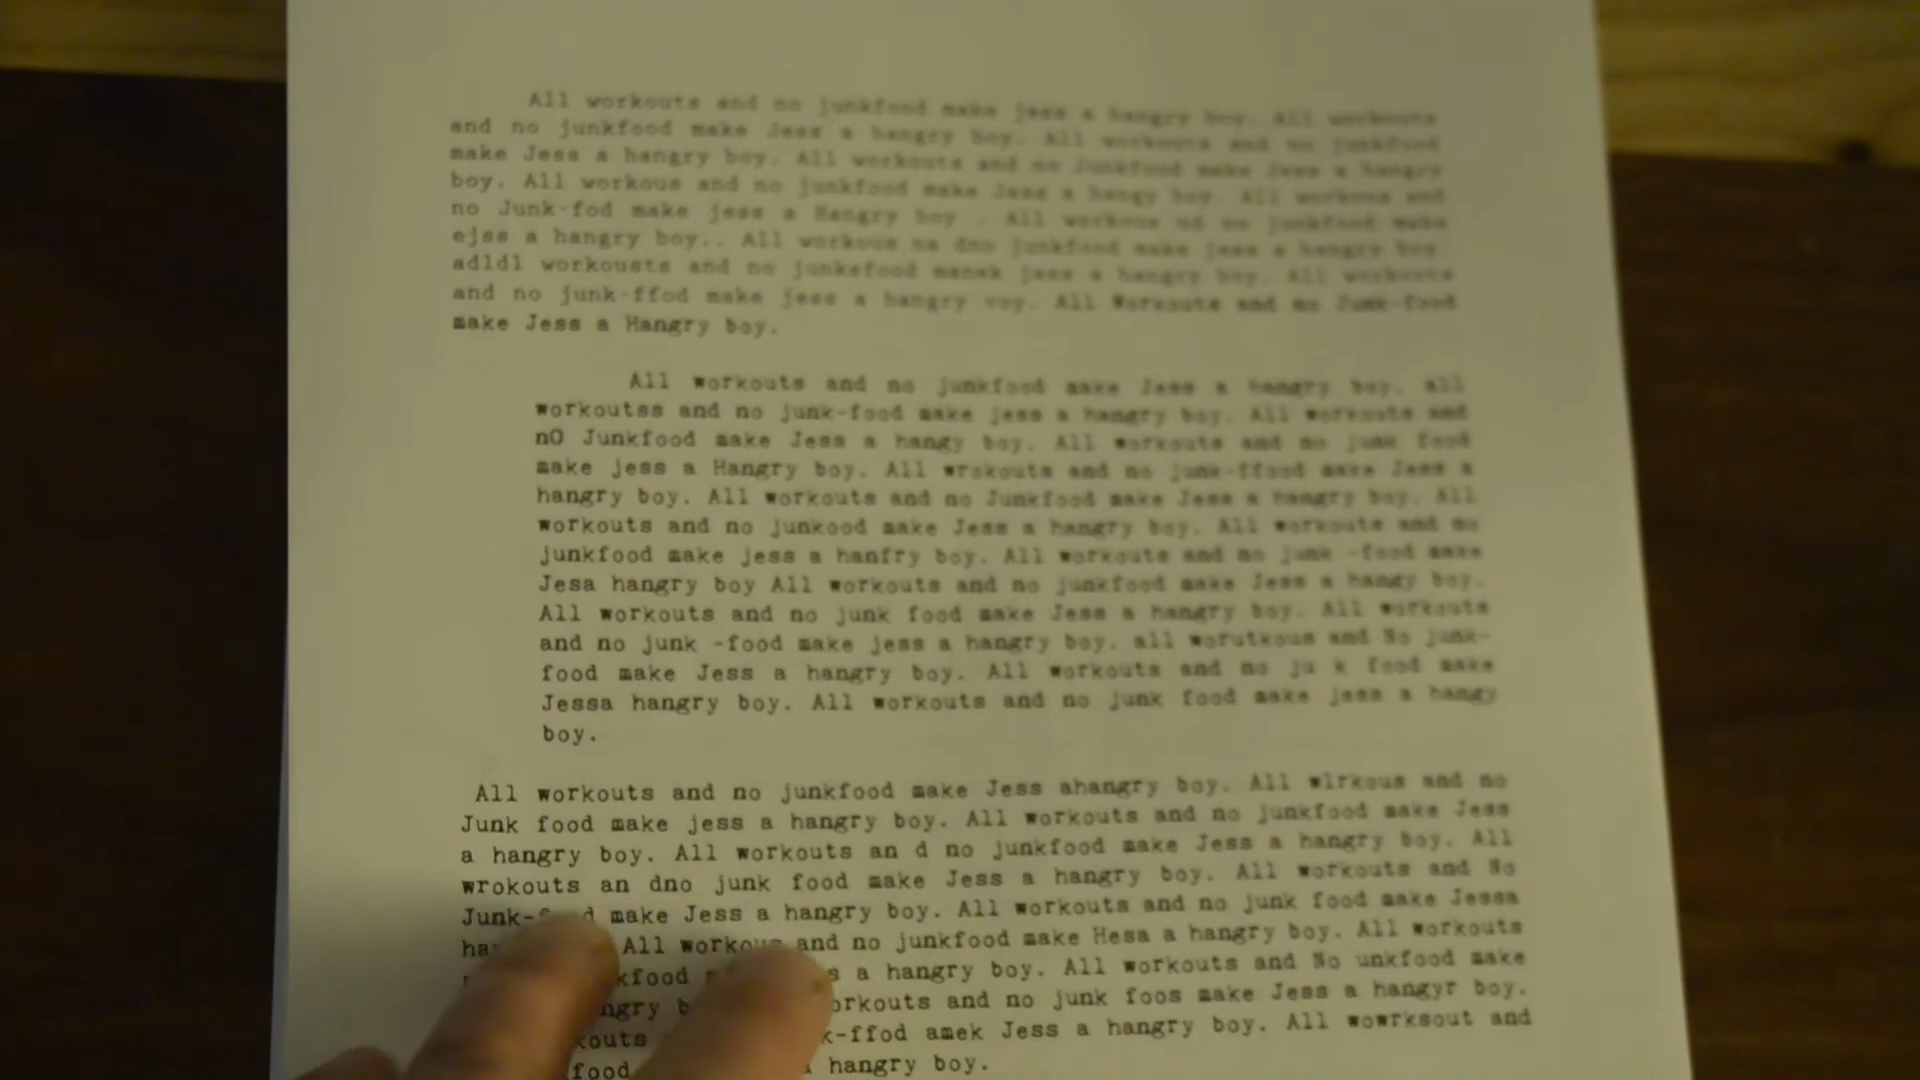 All workouts and no junkfood make jess a hangry boy. All workouts
and no junkfood make Jess a hangry boy. All workouts and no junkfood
make Jess a hangry boy. All workouts and no Junkfood make Jess a hangry
boy. All workous and no junkfood make Jess a hangy boy. All workous and
no Junk-fod make jess a Hangry boy . All workous nd no junkfood make
ejss a hangry boy.. All workous na dno junkfood make jess a hangry boy.
adldl workousts and no junkefood manek jess a hangry boy. All workouts
and no junk-ffod make jess a hangry voy. All Workouts and no Junk-food
make Jess a Hangry boy.
All workouts and no junkfood make Jess a hangry boy. all
workoutss and no junk-food make jess a hangry boy. All workouts and
nO Junkfood make Jess a hangy boy. All workouts and no junk food
make jess a Hangry boy. All wrokouts and no junk-ffood make Jess a
hangry boy. All workouts and no Junkfood make Jess a hangry boy. All
workouts and no junkood make Jess a hangry boy. All workouts and no
junkfood make jess a hanfry boy. All workouts and no junk -food make
Jesa hangry boy All workouts and no junkfood make Jess a hangy boy.
All workouts and no junk food make Jess a hangry boy. All workouts
and no junk -food make jess a hangry boy. all worutkous and No junk-
food make Jess a hangry boy. All workouts and no ju k food make
Jessa hangry boy. All workouts and no junk food make jess a hangy
boy.
All workouts and no junkfood make Jess ahangry boy. All wlrkous and no
Junk food make jess a hangry boy. All workouts and no junkfood make Jess
a hangry boy. All workouts an d no junkfood make Jess a hangry boy. All
wrokouts an dno junk food make Jess a hangry boy. All workouts and No
make Jess a hangry boy. All workouts and no junk food make Jessa
All workous and no junkfood make Hesa a hangry boy. All workouts
a hangry boy. All workouts and No unkfood make
and no junk foos make Jess a hangyr boy.
amek Jess a hangry boy. All wowrksout and
food hangry boy.